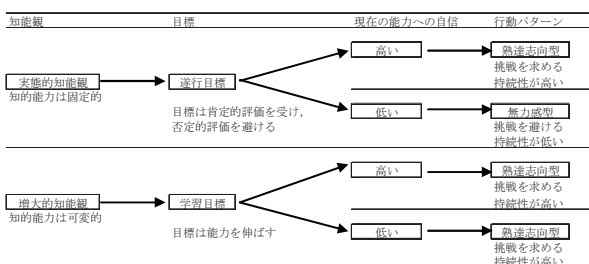 知能観 目標 現在の能力への自信 行動パターン
高い 熟達志向型
挑戦を求める
実態的知能観 遂行目標 持続性が高い
知的能力は固定的
目標は肯定的評価を受け, 低い 無力感型
否定的評価を避ける 挑戦を避ける
持続性が低い
高い 熟達志向型
挑戦を求める
増大的知能観 学習目標 持続性が高い
知的能力は可変的
目標は能力を伸ばす 低い 熟達志向型
挑戦を求める
持続性が高い